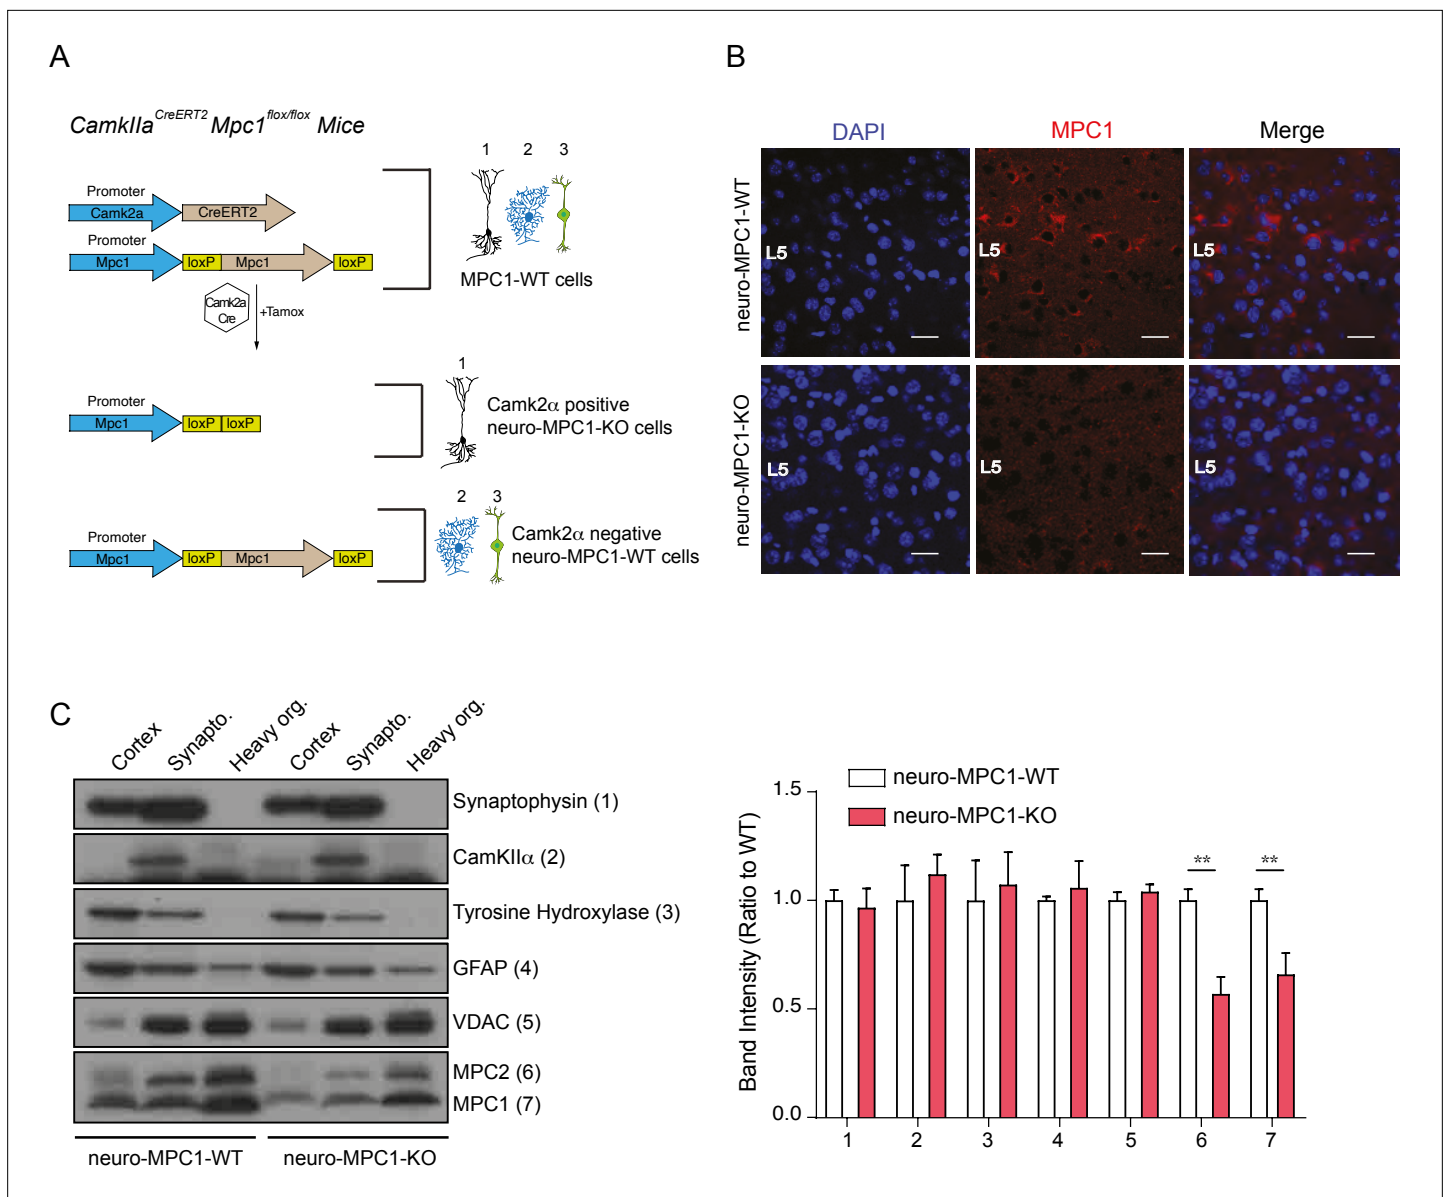 A
CamkIIa CreERT2 Mpc1 flox/flox Mice
Promoter
Camk2a
CreERT2
Promoter
Mpc1
loxP
Mpc1
loxP
1
2
3
MPC1-WT cells
Camk2a
Cre
+Tamox
Promoter
Mpc1
loxP
loxP
1
Camk2α positive
neuro-MPC1-KO cells
Promoter
Mpc1
loxP
Mpc1
loxP
2
3
Camk2α negative
neuro-MPC1-WT cells
B
DAPI
MPC1
Merge
neuro-MPC1-WT
L5
L5
L5
neuro-MPC1-KO
L5
L5
L5
C
Cortex
Synapto.
Heavy org.
Cortex
Synapto.
Heavy org.
Synaptophysin (1)
CamKIIα (2)
Tyrosine Hydroxylase (3)
GFAP (4)
VDAC (5)
MPC2 (6)
MPC1 (7)
neuro-MPC1-WT
neuro-MPC1-KO
neuro-MPC1-WT
neuro-MPC1-KO
Band Intensity (Ratio to WT)
1.5
1.0
0.5
0.0
**
**
1
2
3
4
5
6
7